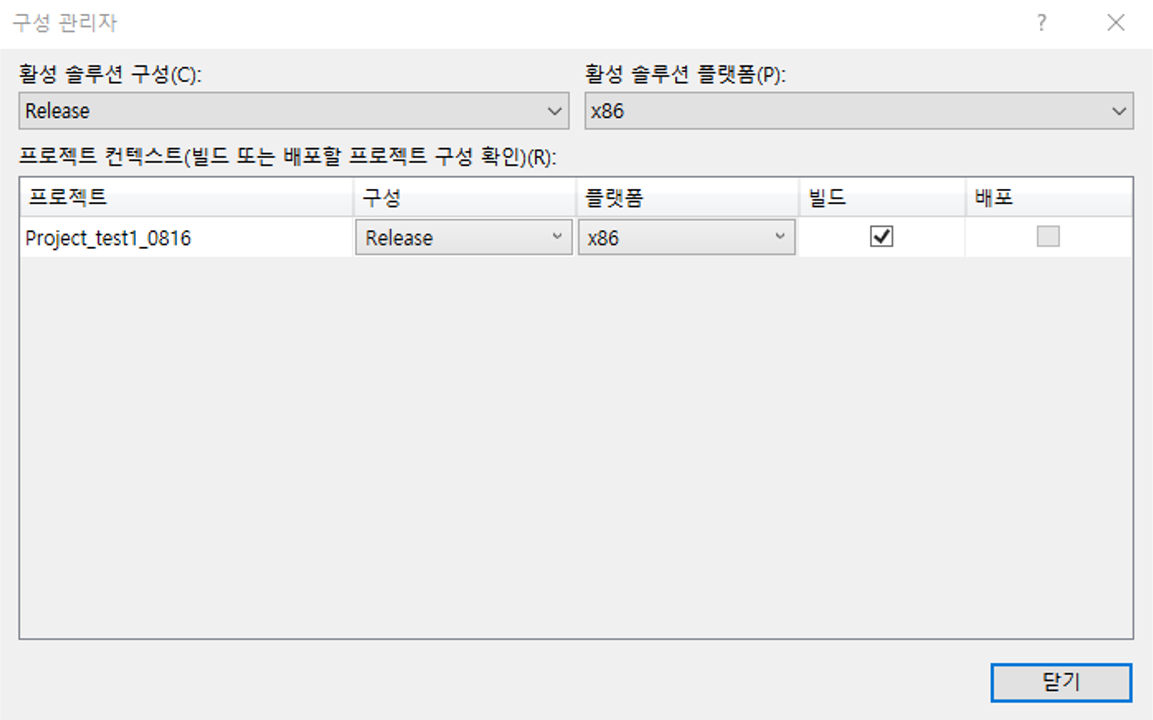 구성 관리자 ?
활성 솔루션 구성(C): 활성 솔루션 플랫폼(P):
Release x86
프로젝트 컨텍스트(빌드 또는 배포할 프로젝트 구성 확인)(R):
프로젝트 구성 플랫폼 빌드 배포
Project_test1_0816 Release x86
닫기